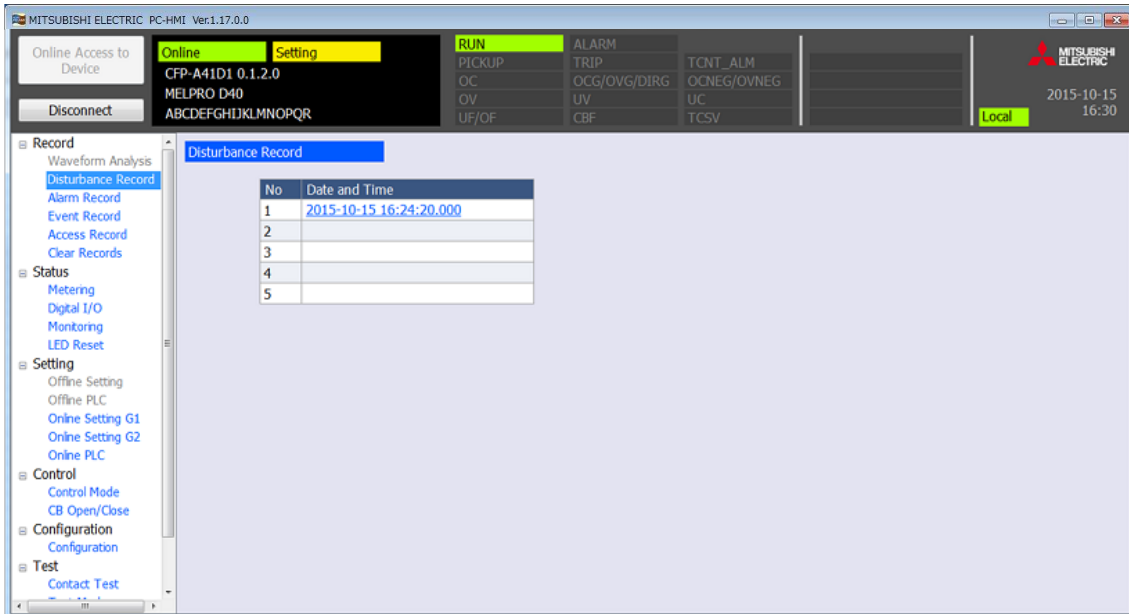 MITSUBISHI ELECTRIC PC-HMI Ver.1.17.0.0
Online Access to
Device
Disconnect
Online Setting
CFP-A41D1 0.1.2.0
MELPRO D40
ABCDEFGHIJKLMNOPQR
RUN ALARM
PICKUP TRIP TCNT_ALM
OC OCG/OVG/DIRG OCNEG/OVNEG
OV UV UC
UF/OF CBF TCSV
Local
MITSUBISHI
ELECTRIC
2015-10-15
16:30
Record
Waveform Analysis
Disturbance Record
Alarm Record
Event Record
Access Record
Clear Records
Status
Metering
Digital I/O
Monitoring
LED Reset
Setting
Offline Setting
Offline PLC
Online Setting G1
Online Setting G2
Online PLC
Control
Control Mode
CB Open/Close
Configuration
Configuration
Test
Contact Test
Disturbance Record
No Date and Time
1 2015-10-15 16:24:20.000
2
3
4
5